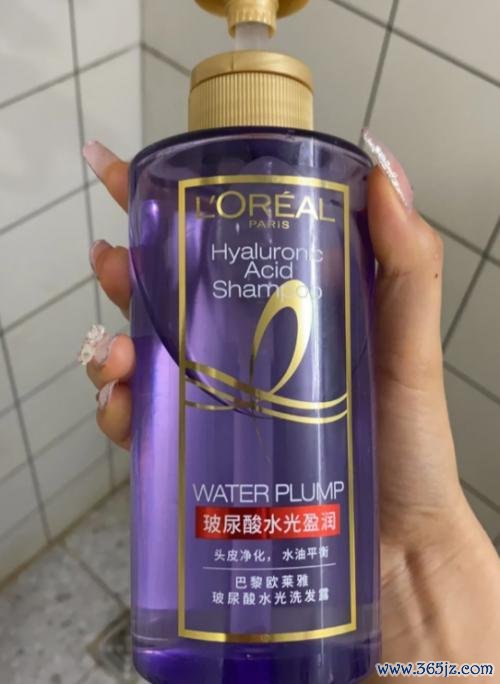 L'ORÉAL
PARIS
Hyaluronic
Acid
Shampoo
WATER PLUMP
玻尿酸水光盈润
头皮净化，水油平衡
巴黎欧莱雅
玻尿酸水光洗发露
www.365jz.com